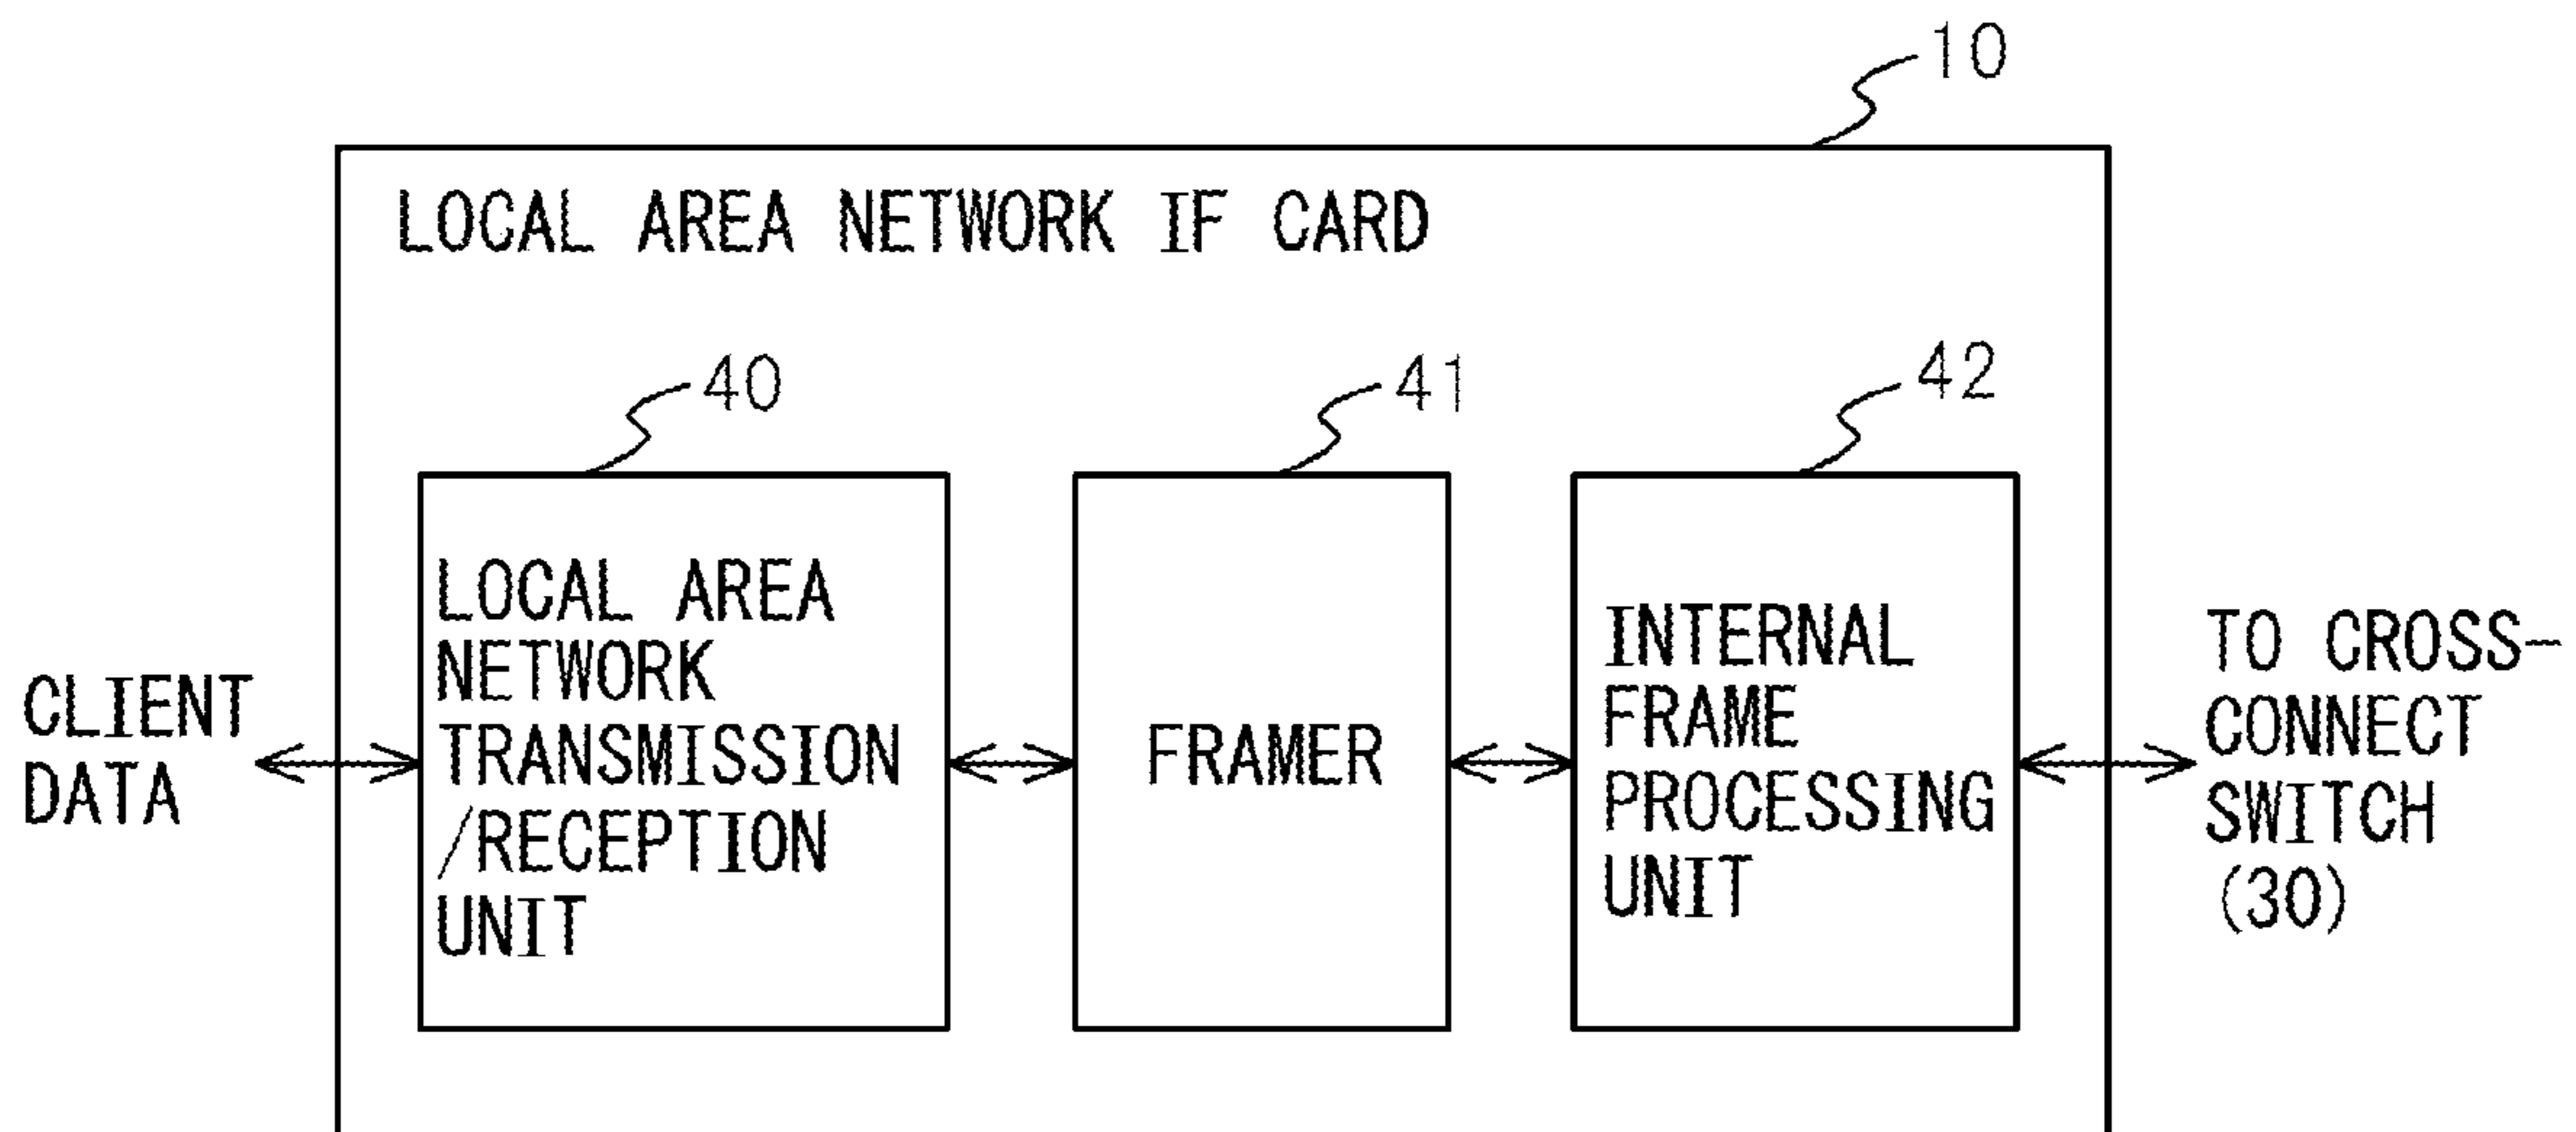 10
LOCAL AREA NETWORK IF CARD
40
41
42
LOCAL AREA
NETWORK
TRANSMISSION
/RECEPTION
UNIT
FRAMER
INTERNAL
FRAME
PROCESSING
UNIT
CLIENT
DATA
TO CROSS-
CONNECT
SWITCH
(30)